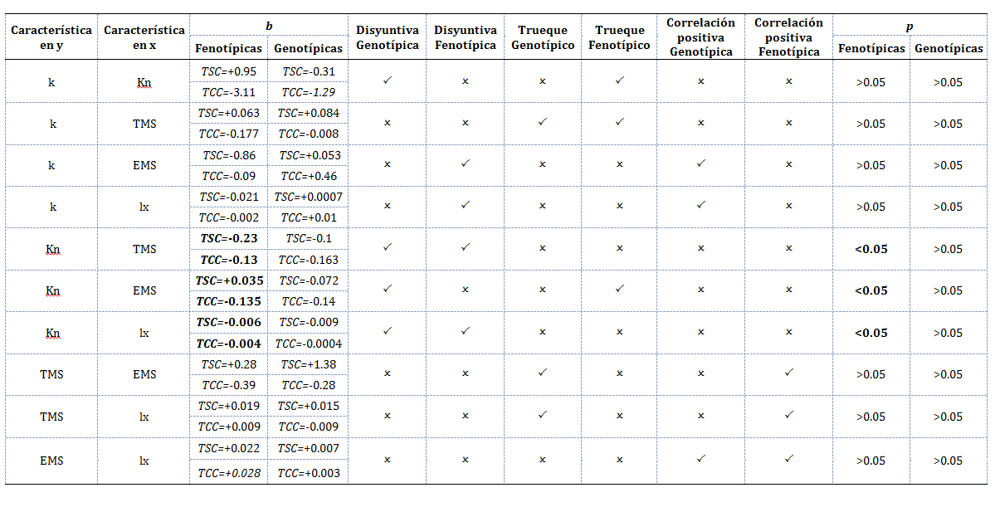 Característica en y | Característica en x | b | Disyuntiva Genotípica | Disyuntiva Fenotípica | Trueque Genotípico | Trueque Fenotípico | Correlación positiva Genotípica | Correlación positiva Fenotípica | p
Fenotípicas | Genotípicas | Fenotípicas | Genotípicas
k | Kn | TSC=+0.95 | TSC=-0.31 | ✓ | x | x | ✓ | x | x | >0.05 | >0.05
TCC=-3.11 | TCC=-1.29
k | TMS | TSC=+0.063 | TSC=+0.084 | x | x | ✓ | ✓ | x | x | >0.05 | >0.05
TCC=-0.177 | TCC=-0.008
k | EMS | TSC=-0.86 | TSC=+0.053 | x | ✓ | x | x | ✓ | x | >0.05 | >0.05
TCC=-0.09 | TCC=+0.46
k | lx | TSC=-0.021 | TSC=+0.0007 | x | ✓ | x | x | ✓ | x | >0.05 | >0.05
TCC=-0.002 | TCC=+0.01
Kn | TMS | TSC=-0.23 | TSC=-0.1 | ✓ | ✓ | x | x | x | x | <0.05 | >0.05
TCC=-0.13 | TCC=-0.163
Kn | EMS | TSC=+0.035 | TSC=-0.072 | ✓ | x | x | ✓ | x | x | <0.05 | >0.05
TCC=-0.135 | TCC=-0.14
Kn | lx | TSC=-0.006 | TSC=-0.009 | ✓ | ✓ | x | x | x | x | <0.05 | >0.05
TCC=-0.004 | TCC=-0.0004
TMS | EMS | TSC=+0.28 | TSC=+1.38 | x | x | ✓ | x | x | ✓ | >0.05 | >0.05
TCC=-0.39 | TCC=-0.28
TMS | lx | TSC=+0.019 | TSC=+0.015 | x | x | ✓ | x | x | ✓ | >0.05 | >0.05
TCC=+0.009 | TCC=-0.009
EMS | lx | TSC=+0.022 | TSC=+0.007 | x | x | x | x | ✓ | ✓ | >0.05 | >0.05
TCC=+0.028 | TCC=+0.003